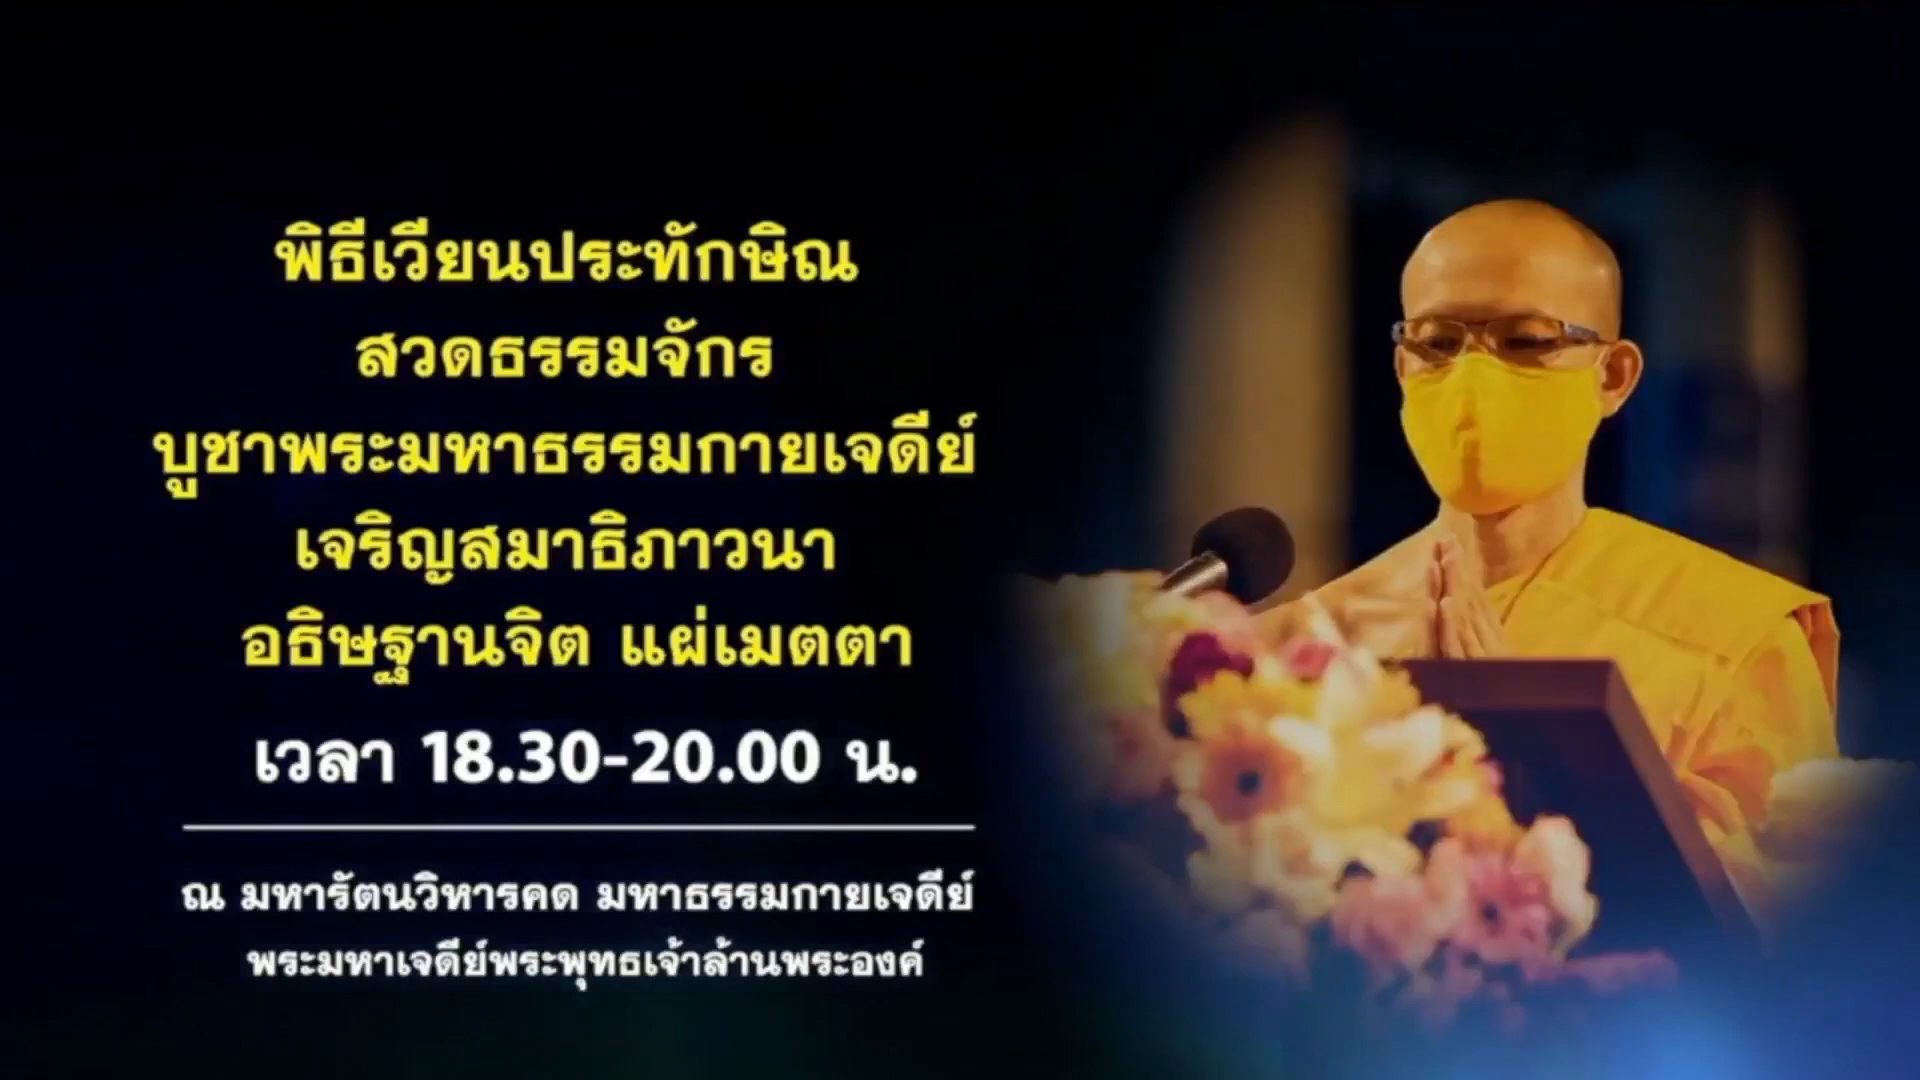 พิธีเวียนประทักษิณ
สวดธรรมจักร
บูชาพระมหาธรรมกายเจดีย์
เจริญสมาธิภาวนา
อธิษฐานจิต แผ่เมตตา
เวลา 18.30-20.00 น.
ณ มหารัตนวิหารคด มหาธรรมกายเจดีย์
พระมหาเจดีย์พระพุทธเจ้าล้านพระองค์